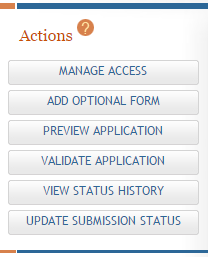 Actions ?
MANAGE ACCESS
ADD OPTIONAL FORM
PREVIEW APPLICATION
VALIDATE APPLICATION
VIEW STATUS HISTORY
UPDATE SUBMISSION STATUS